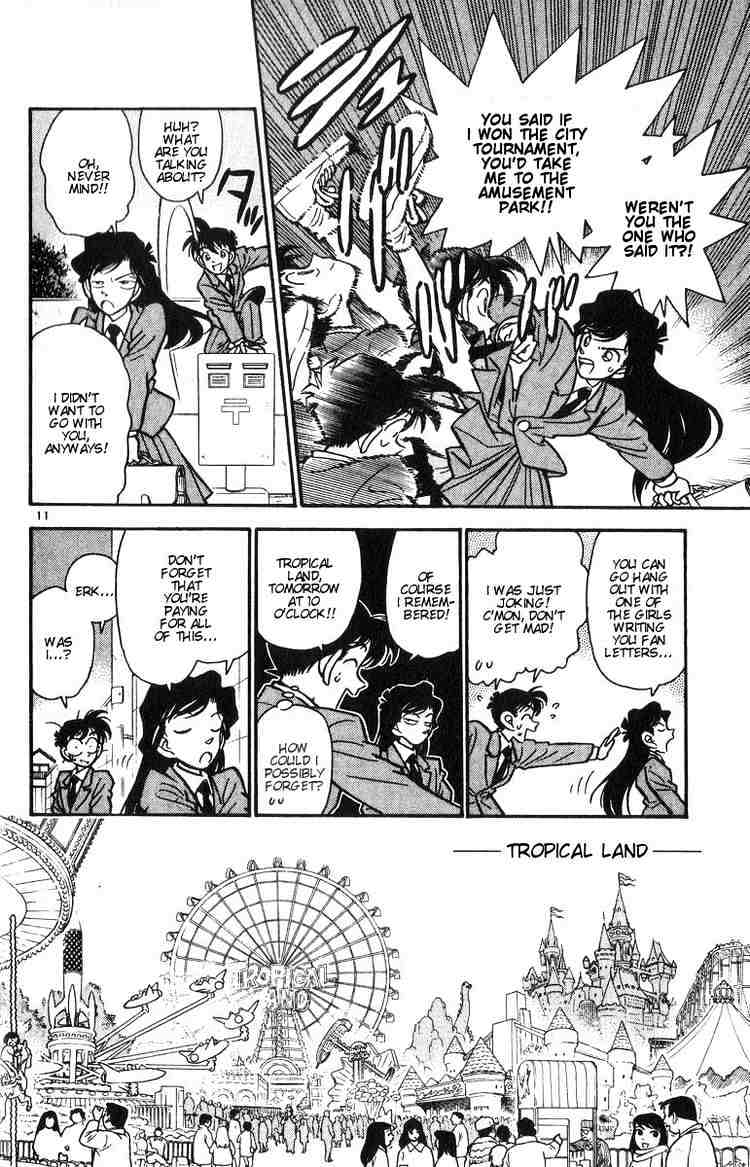 WEREN'T
YOU THE
ONE WHO
SAID IT?!
YOU SAID IF
I WON THE CITY
TOURNAMENT,
YOU'D TAKE
ME TO THE
AMUSEMENT
PARK!!
HUH?
WHAT
ARE YOU
TALKING
ABOUT?
OH,
NEVER
MIND!!
I DIDN'T
WANT TO
GO WITH
YOU,
ANYWAYS!
11
YOU CAN
GO HANG
OUT WITH
ONE OF
THE GIRLS
WRITING
YOU FAN
LETTERS...
I WAS JUST
JOKING!
C'MON, DON'T
GET MAD!
OF
COURSE
I REMEM-
BERED!
TROPICAL
LAND,
TOMORROW
AT 10
O'CLOCK!!
HOW
COULD I
POSSIBLY
FORGET?
DON'T
FORGET
THAT
YOU'RE
PAYING
FOR ALL
OF THIS...
ERK...
WAS
I...?
TROPICAL LAND
TROPICAL
LAND